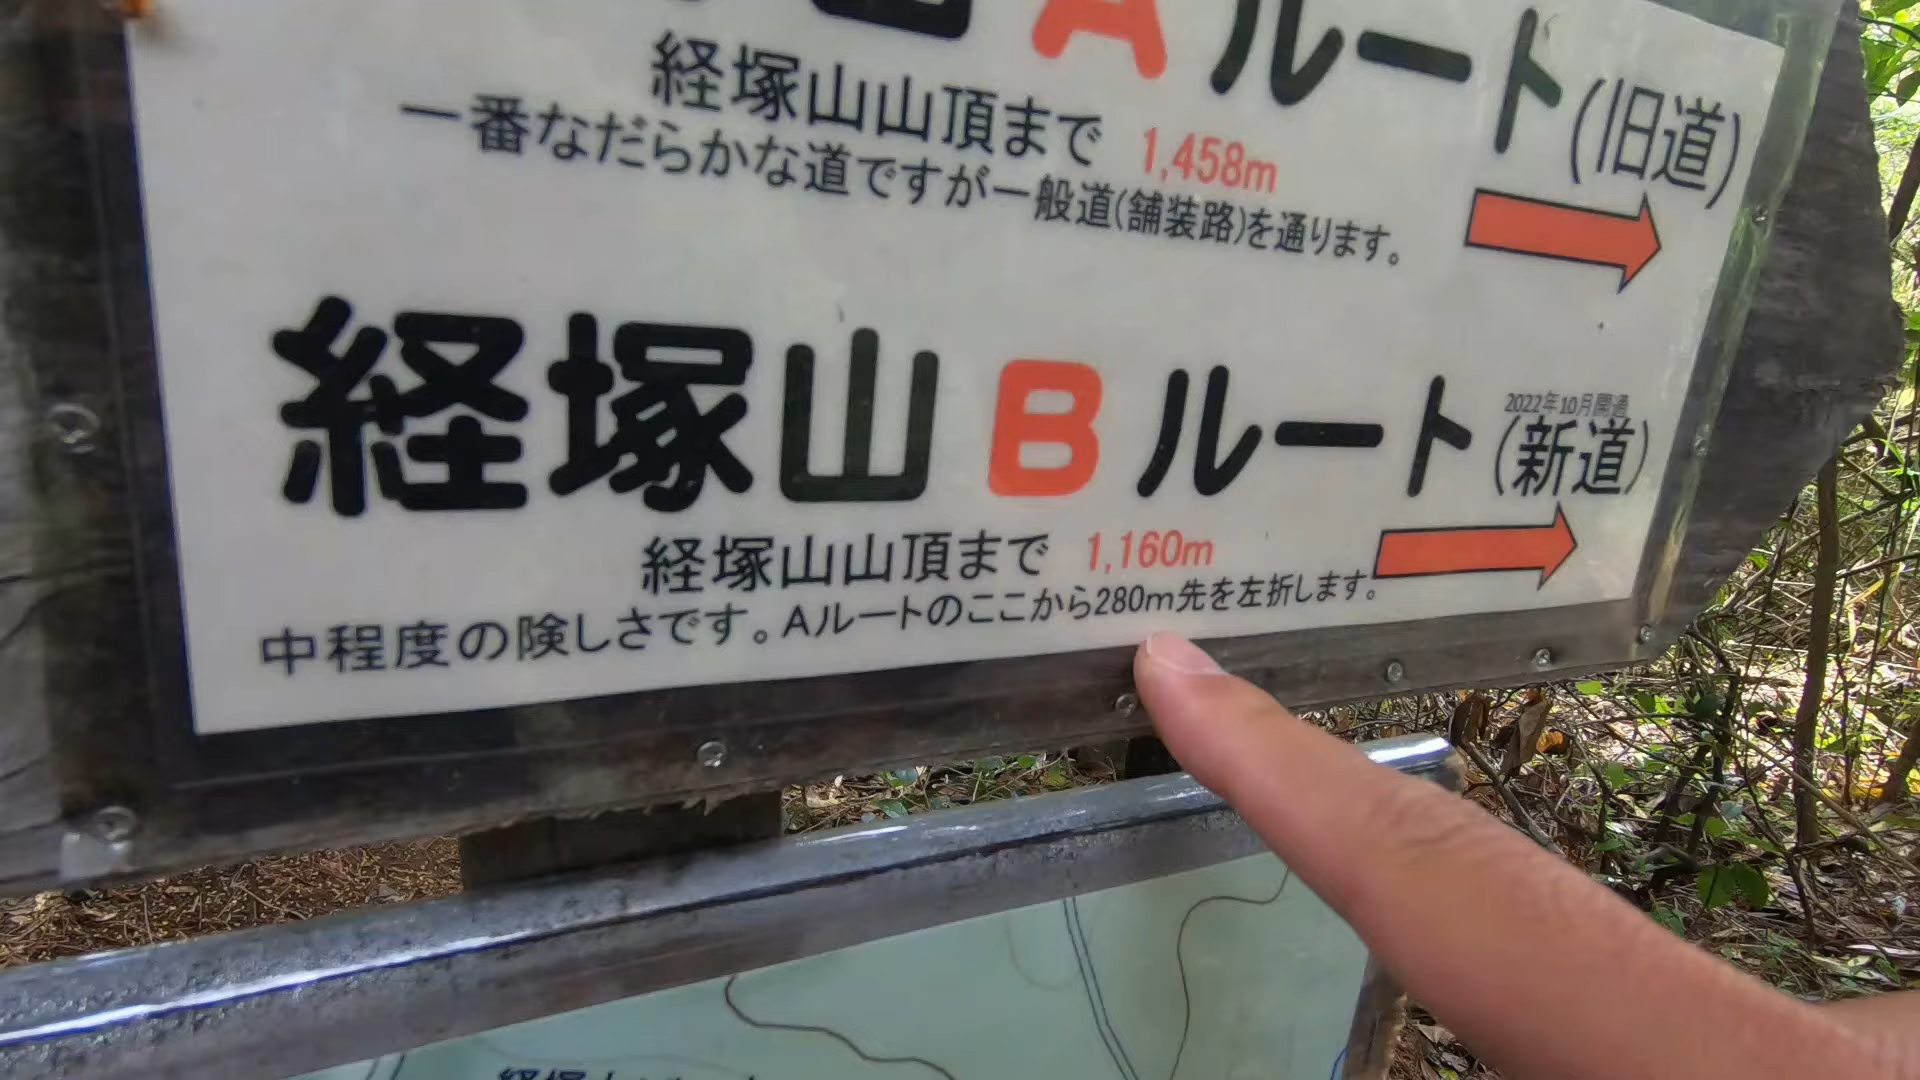 山Aルート(旧道)
経塚山山頂まで 1,458m
一番なだらかな道ですが一般道(舗装路)を通ります。
経塚山Bルート(新道)
2022年10月開通
経塚山山頂まで 1,160m
中程度の険しさです。Aルートのここから280m先を左折します。